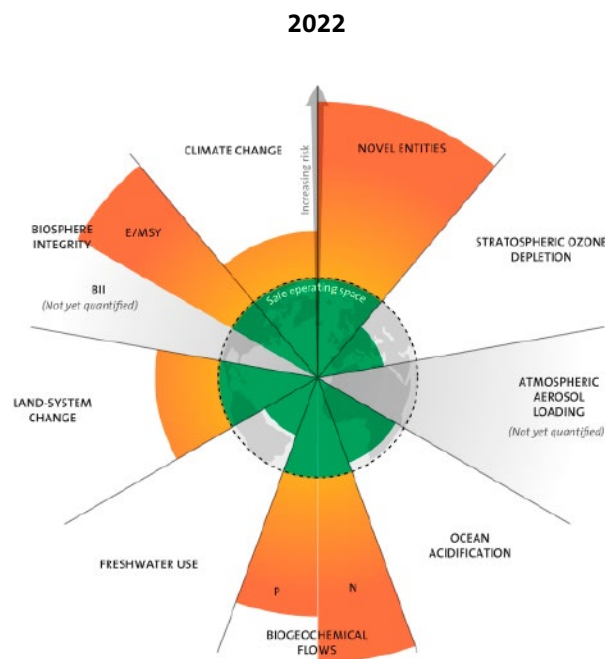 2022
CLIMATE CHANGE
Increasing risk
NOVEL ENTITIES
STRATOSPHERIC OZONE
DEPLETION
ATMOSPHERIC
AEROSOL
LOADING
(Not yet quantified)
OCEAN
ACIDIFICATION
N
P
BIOGEOCHEMICAL
FLOWS
FRESHWATER USE
LAND-SYSTEM
CHANGE
BII
(Not yet quantified)
BIOSPHERE
INTEGRITY
E/MSY
Safe operating space